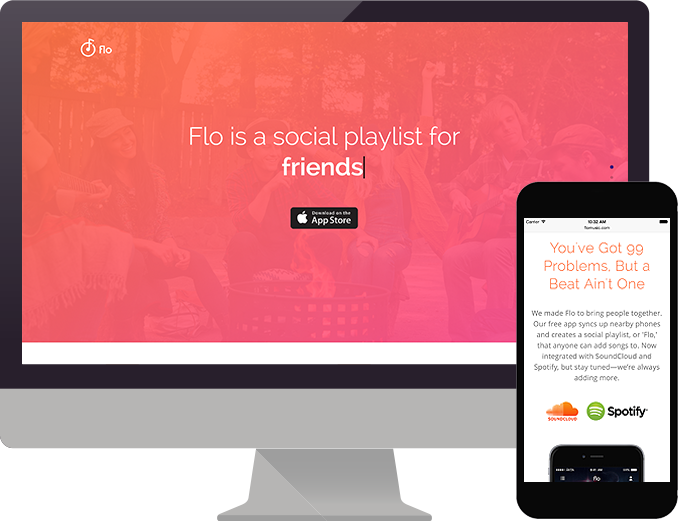 flo
Flo is a social playlist for
friends
Download on the
App Store
Carrier
10:32 AM
flomusic.com
You've Got 99
Problems, But a
Beat Ain't One
We made Flo to bring people together.
Our free app syncs up nearby phones
and creates a social playlist, or 'Flo,'
that anyone can add songs to. Now
integrated with SoundCloud and
Spotify, but stay tuned—we're always
adding more.
SOUNDCLOUD
Spotify
flo